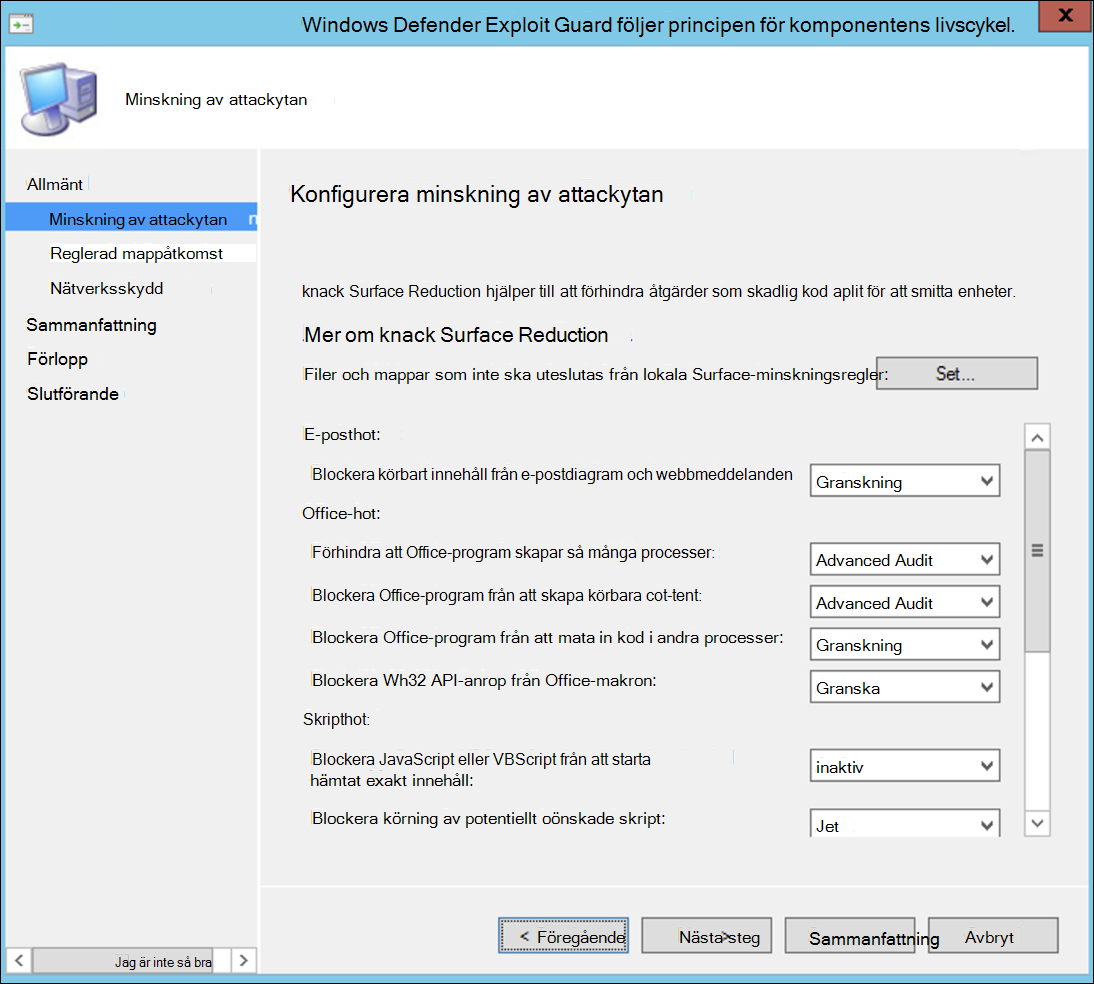 Windows Defender Exploit Guard följer principen för komponentens livscykel.
Minskning av attackytan
Allmänt
Minskning av attackytan
Reglerad mappåtkomst
Nätverksskydd
Sammanfattning
Förlopp
Slutförande
Jag är inte så bra
Konfigurera minskning av attackytan
knack Surface Reduction hjälper till att förhindra åtgärder som skadlig kod aplit för att smitta enheter.
Mer om knack Surface Reduction
Filer och mappar som inte ska uteslutas från lokala Surface-minskningsregler: Set...
E-posthot:
Blockera körbart innehåll från e-postdiagram och webbmeddelanden Granskning
Office-hot:
Förhindra att Office-program skapar så många processer: Advanced Audit
Blockera Office-program från att skapa körbara cot-tent: Advanced Audit
Blockera Office-program från att mata in kod i andra processer: Granskning
Blockera Wh32 API-anrop från Office-makron: Granska
Skripthot:
Blockera JavaScript eller VBScript från att starta
hämtat exakt innehåll: inaktiv
Blockera körning av potentiellt oönskade skript: Jet
< Föregående Nästa steg > Sammanfattning Avbryt